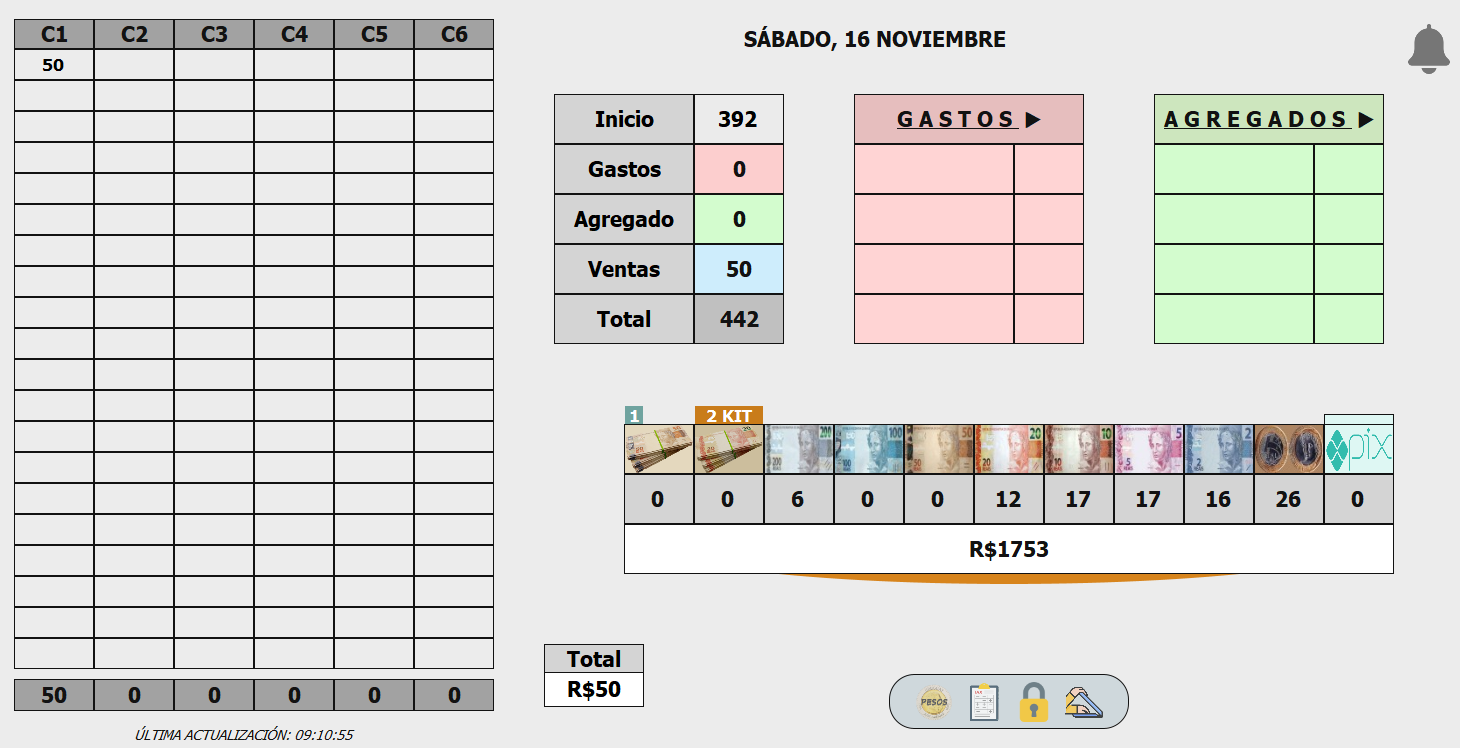 C1 C2 C3 C4 C5 C6
50
50 0 0 0 0 0
ÚLTIMA ACTUALIZACIÓN: 09:10:55
SÁBADO, 16 NOVIEMBRE
Inicio 392
Gastos 0
Agregado 0
Ventas 50
Total 442
GASTOS ▶
AGREGADOS ▶
1 2 KIT
200 100 50 20 10 5 2 pix
0 0 6 0 0 12 17 17 16 26 0
R$1753
Total
R$50
PESOS